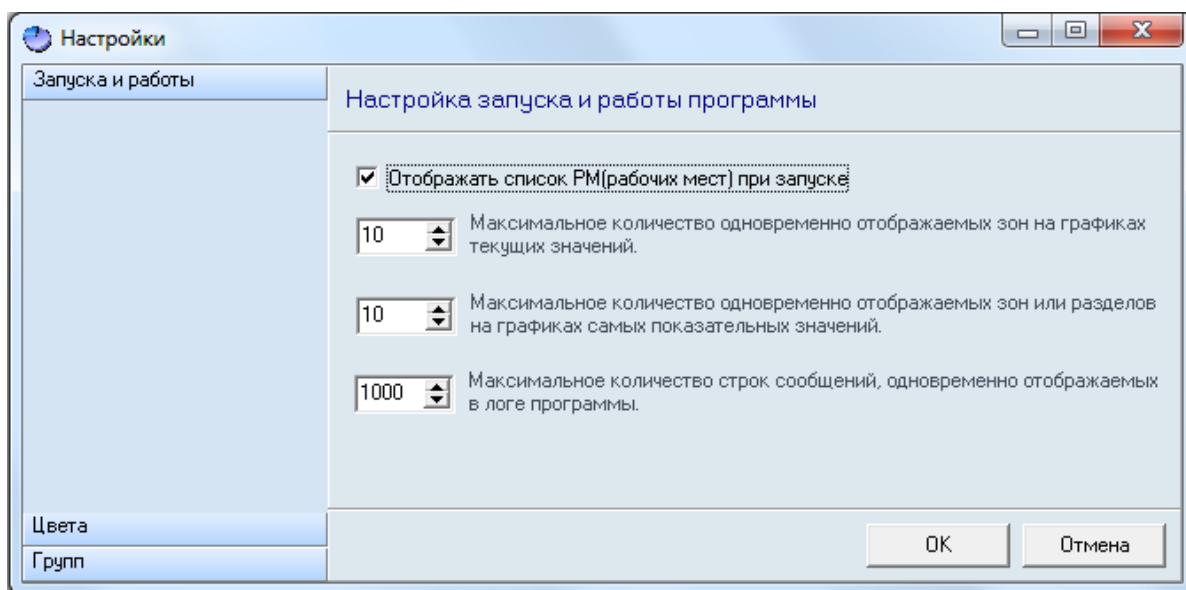 Настройки
Запуска и работы
Настройка запуска и работы программы
Отображать список РМ(рабочих мест) при запуске
10
Максимальное количество одновременно отображаемых зон на графиках
текущих значений.
10
Максимальное количество одновременно отображаемых зон или разделов
на графиках самых показательных значений.
1000
Максимальное количество строк сообщений, одновременно отображаемых
в логе программы.
Цвета
Групп
OK
Отмена